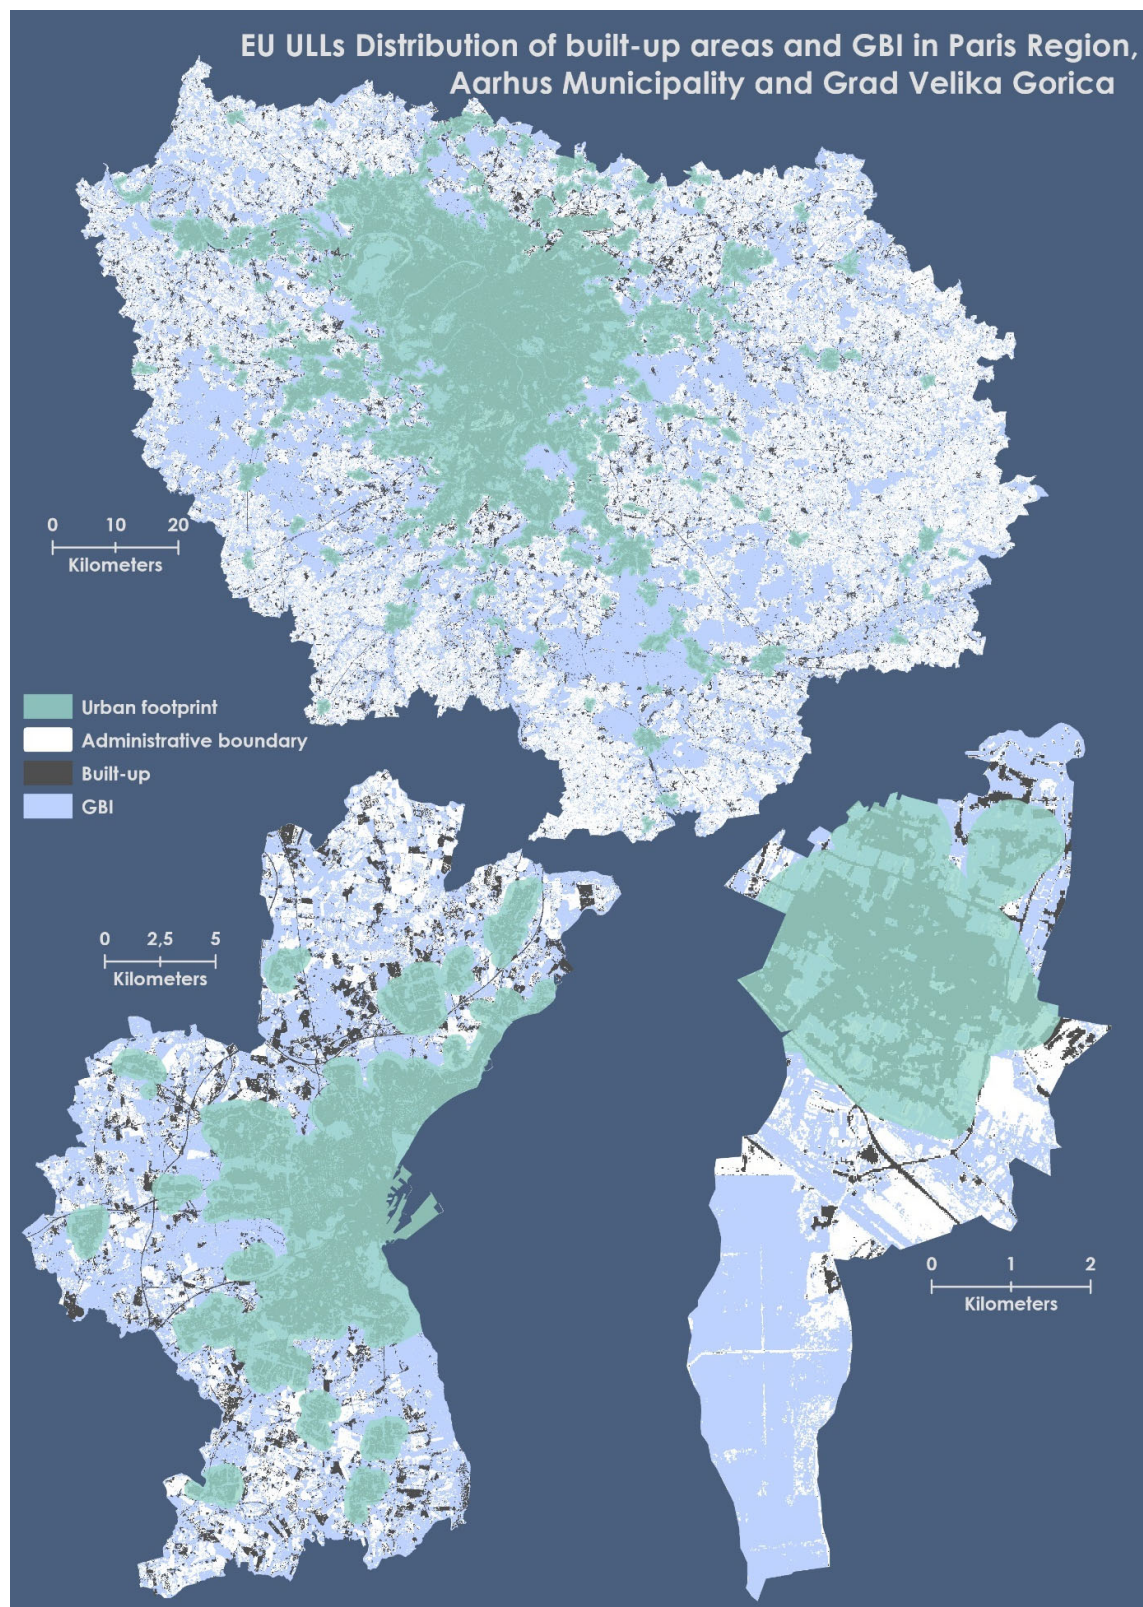 EU ULLs Distribution of built-up areas and GBI in Paris Region,
Aarhus Municipality and Grad Velika Gorica
0 10 20
Kilometers
Urban footprint
Administrative boundary
Built-up
GBI
0 2,5 5
Kilometers
0 1 2
Kilometers